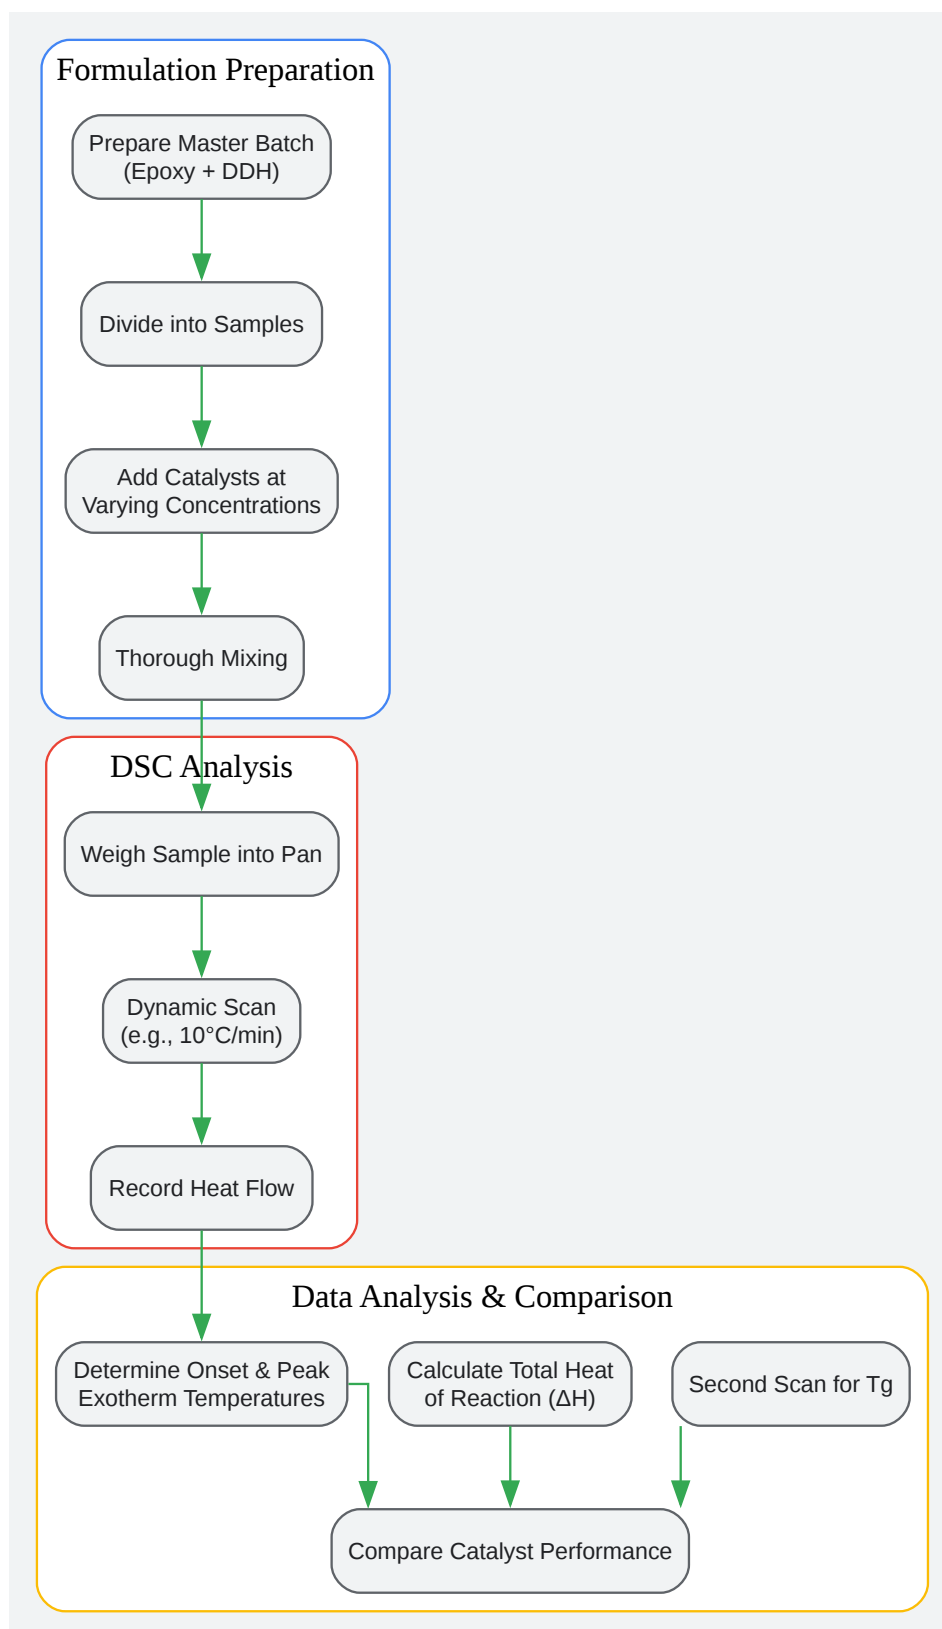 Formulation Preparation
Prepare Master Batch
(Epoxy + DDH)
Divide into Samples
Add Catalysts at
Varying Concentrations
Thorough Mixing
DSC Analysis
Weigh Sample into Pan
Dynamic Scan
(e.g., 10°C/min)
Record Heat Flow
Data Analysis & Comparison
Determine Onset & Peak
Exotherm Temperatures
Calculate Total Heat
of Reaction (ΔH)
Second Scan for Tg
Compare Catalyst Performance